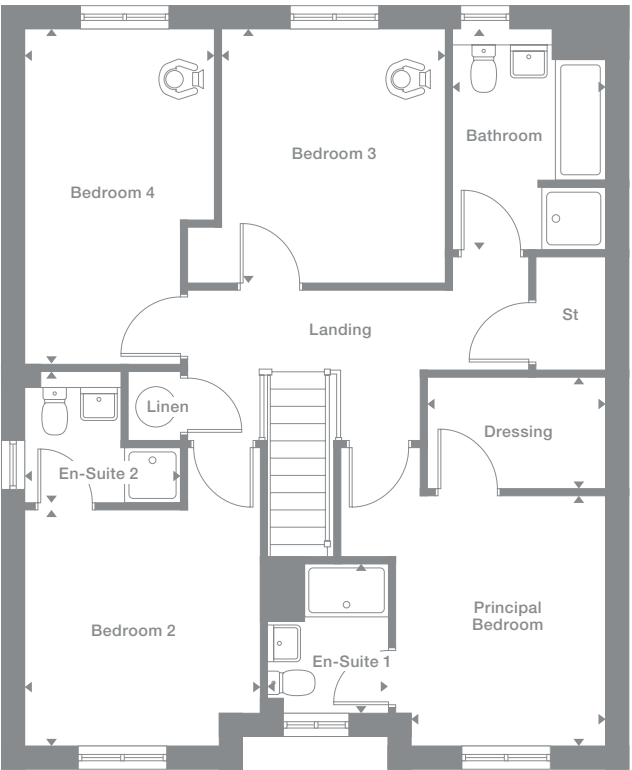 Bathroom
Bedroom 3
Bedroom 4
St
Landing
Linen
Dressing
En-Suite 2
Principal
Bedroom
Bedroom 2
En-Suite 1